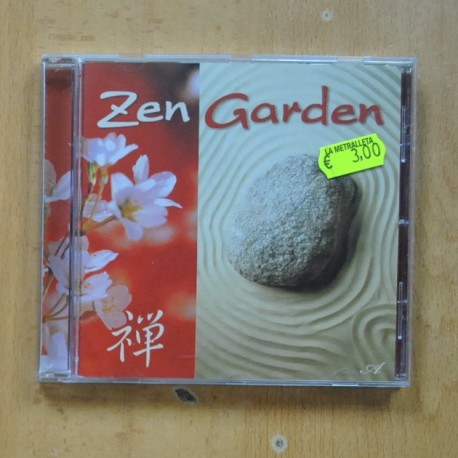 Zen Garden
LA METRALLETA
€ 3,00
禅
A